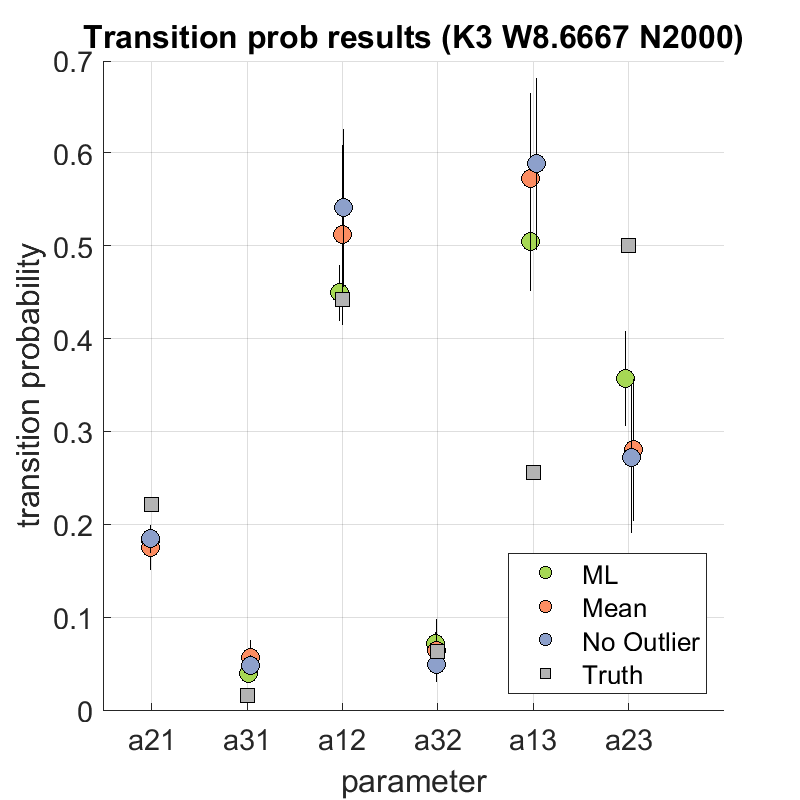 Transition prob results (K3 W8.6667 N2000)
0.7
0.6
0.5
0.4
0.3
0.2
0.1
0
transition probability
a21 a31 a12 a32 a13 a23
parameter
ML
Mean
No Outlier
Truth